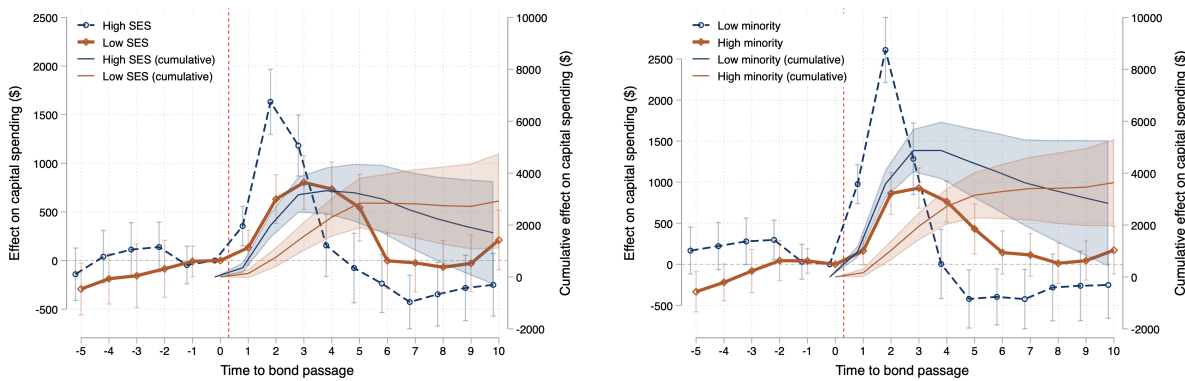 High SES
Low SES
High SES (cumulative)
Low SES (cumulative)
Effect on capital spending ($)
2500
2000
1500
1000
500
0
-500
10000
8000
6000
4000
2000
0
-2000
Cumulative effect on capital spending ($)
-5 -4 -3 -2 -1 0 1 2 3 4 5 6 7 8 9 10
Time to bond passage
Low minority
High minority
Low minority (cumulative)
High minority (cumulative)
Effect on capital spending ($)
2500
2000
1500
1000
500
0
-500
10000
8000
6000
4000
2000
0
-2000
Cumulative effect on capital spending ($)
-5 -4 -3 -2 -1 0 1 2 3 4 5 6 7 8 9 10
Time to bond passage